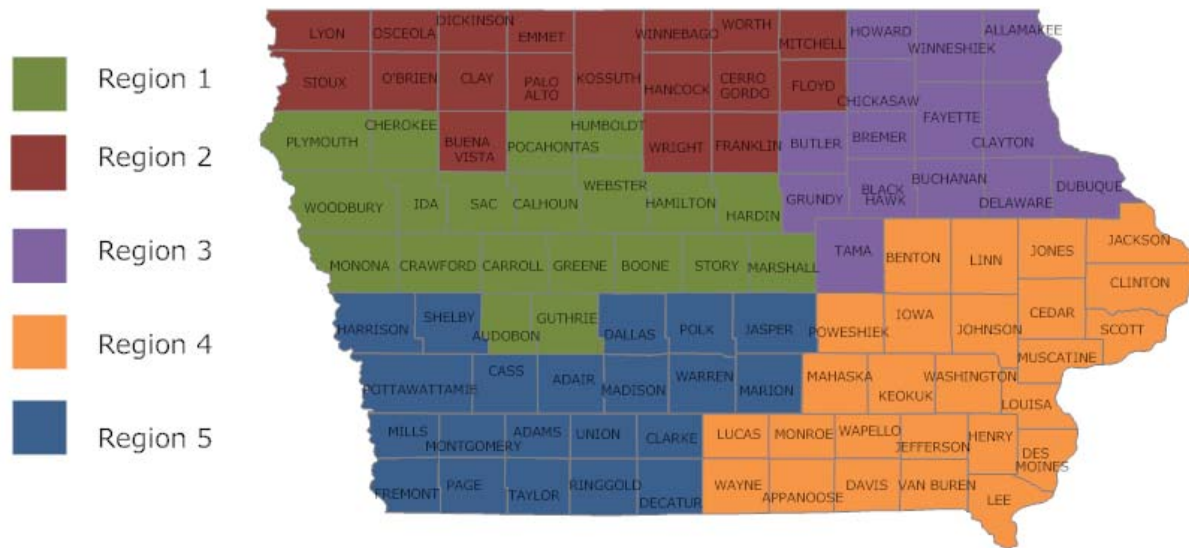 Region 1
Region 2
Region 3
Region 4
Region 5
LYON OSCEOLA DICKINSON EMMET WINNEBAGO WORTH MITCHELL HOWARD WINNESHIEK ALLAMAKEE
SIOUX O'BRIEN CLAY PALO ALTO KOSSUTH HANCOCK CERRO GORDO FLOYD CHICKASAW
PLYMOUTH CHEROKEE BUENA VISTA POCAHONTAS HUMBOLDT WRIGHT FRANKLIN BUTLER BREMER FAYETTE CLAYTON
WOODBURY IDA SAC CALHOUN WEBSTER HAMILTON HARDIN GRUNDY BLACK HAWK BUCHANAN DELAWARE DUBUQUE
MONONA CRAWFORD CARROLL GREENE BOONE STORY MARSHALL TAMA BENTON LINN JONES JACKSON
CLINTON
HARRISON SHELBY AUDOBON GUTHRIE DALLAS POLK JASPER POWESHIEK IOWA JOHNSON CEDAR SCOTT
MUSCATINE
POTTAWATTAMIE CASS ADAIR MADISON WARREN MARION MAHASKA KEOKUK WASHINGTON LOUISA
MILLS MONTGOMERY ADAMS UNION CLARKE LUCAS MONROE WAPELLO JEFFERSON HENRY DES MOINES
FREMONT PAGE TAYLOR RINGGOLD DECATUR WAYNE APPANOOSE DAVIS VAN BUREN LEE